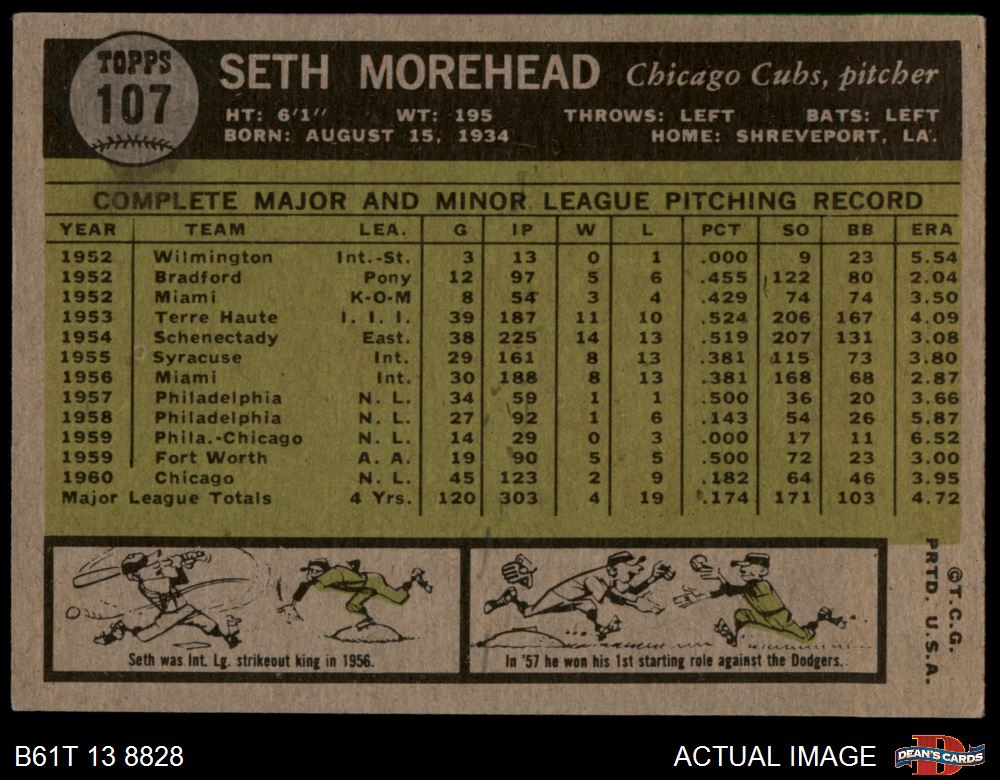 TOPPS
107
SETH MOREHEAD Chicago Cubs, pitcher
HT: 6'1" WT: 195 THROWS: LEFT BATS: LEFT
BORN: AUGUST 15, 1934 HOME: SHREVEPORT, LA.
COMPLETE MAJOR AND MINOR LEAGUE PITCHING RECORD
YEAR TEAM LEA. G IP W L PCT SO BB ERA
1952 Wilmington Int.-St. 3 13 0 1 .000 9 23 5.54
1952 Bradford Pony 12 97 5 6 .455 122 80 2.04
1952 Miami K-O-M 8 54 3 4 .429 74 74 3.50
1953 Terre Haute I. I. I. 39 187 11 10 .524 206 167 4.09
1954 Schenectady East. 38 225 14 13 .519 207 131 3.08
1955 Syracuse Int. 29 161 8 13 .381 115 73 3.80
1956 Miami Int. 30 188 8 13 .381 168 68 2.87
1957 Philadelphia N. L. 34 59 1 1 .500 36 20 3.66
1958 Philadelphia N. L. 27 92 1 6 .143 54 26 5.87
1959 Phila.-Chicago N. L. 14 29 0 3 .000 17 11 6.52
1959 Fort Worth A. A. 19 90 5 5 .500 72 23 3.00
1960 Chicago N. L. 45 123 2 9 .182 64 46 3.95
Major League Totals 4 Yrs. 120 303 4 19 .174 171 103 4.72
Seth was Int. Lg. strikeout king in 1956.
In '57 he won his 1st starting role against the Dodgers.
© T.C.G.
PRTD. U.S.A.
B61T 13 8828
ACTUAL IMAGE
D
DEAN'S CARDS